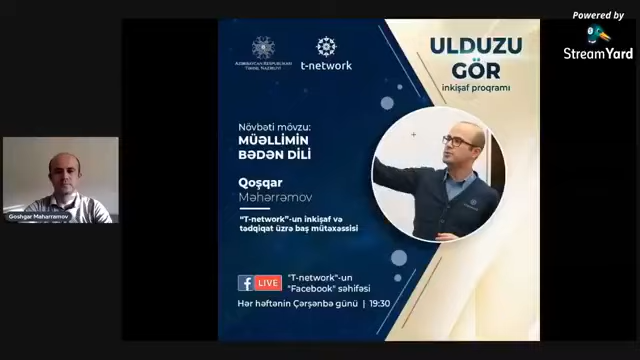 Powered by
StreamYard
AZƏRBAYCAN RESPUBLİKASI
TƏHSİL NAZİRLİYİ
t-network
ULDUZU
GÖR
inkişaf proqramı
Növbəti mövzu:
MÜƏLLİMİN
BƏDƏN DİLİ
Qoşqar
Məhərrəmov
"T-network"-un inkişaf və
tədqiqat üzrə baş mütəxəssisi
Goshgar Maharramov
f LIVE
"T-network"-un
"Facebook" səhifəsi
Hər həftənin Çərşənbə günü | 19:30